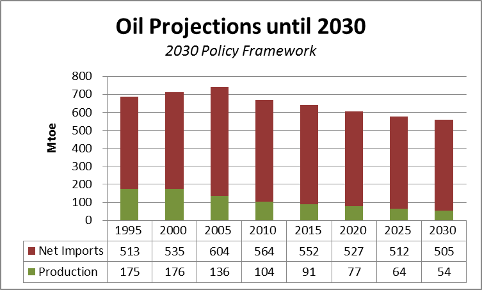 Oil Projections until 2030
2030 Policy Framework
Mtoe
800
700
600
500
400
300
200
100
0
1995 2000 2005 2010 2015 2020 2025 2030
Net Imports 513 535 604 564 552 527 512 505
Production 175 176 136 104 91 77 64 54